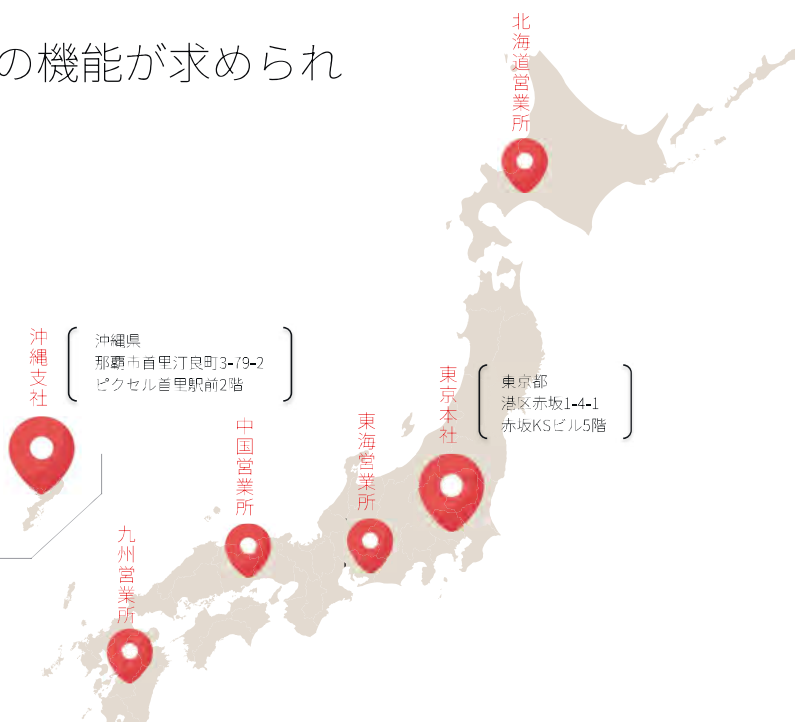 の機能が求められ
北海道営業所
沖縄支社
沖縄県
那覇市首里汀良町3-79-2
ピクセル首里駅前2階
東京本社
東京都
港区赤坂1-4-1
赤坂KSビル5階
中国営業所
東海営業所
九州営業所